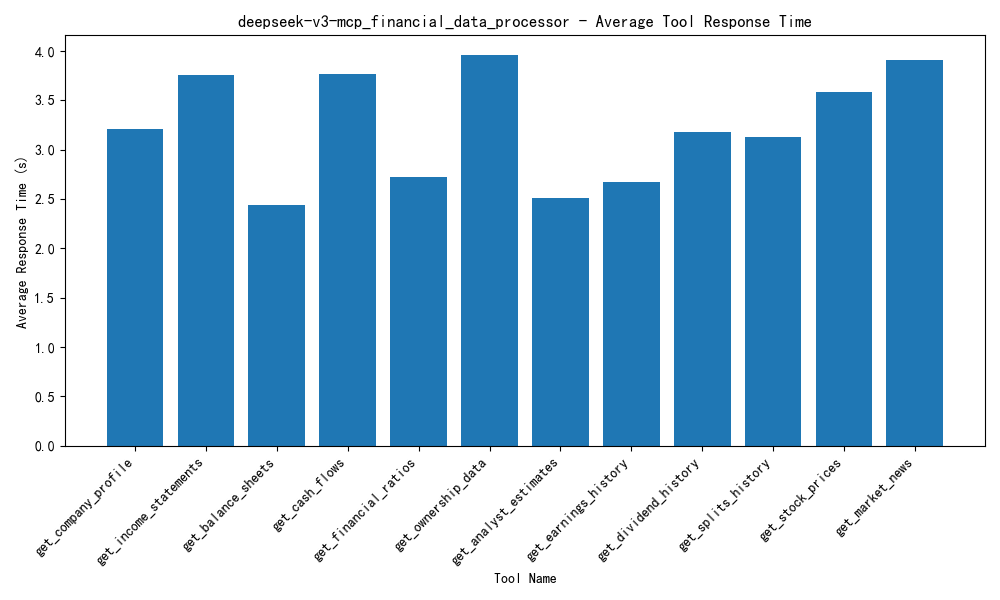 deepseek-v3-mcp_financial_data_processor - Average Tool Response Time
Average Response Time (s)
4.0
3.5
3.0
2.5
2.0
1.5
1.0
0.5
0.0
get_company_profile
get_income_statements
get_balance_sheets
get_cash_flows
get_financial_ratios
get_ownership_data
get_analyst_estimates
get_earnings_history
get_dividend_history
get_splits_history
get_stock_prices
get_market_news
Tool Name